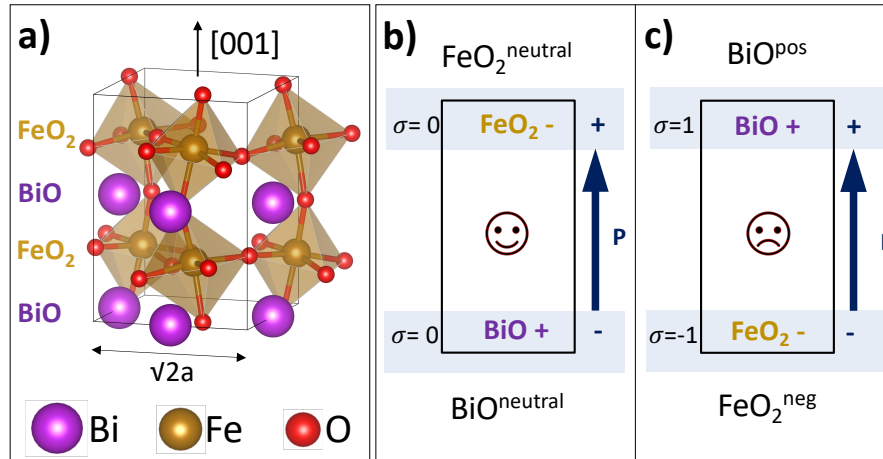 a)
[001]
FeO₂
BiO
FeO₂
BiO
√2a
Bi
Fe
O
b)
FeO₂ⁿᵉᵘᵗʳᵃˡ
σ= 0
FeO₂ -
+
P
σ= 0
BiO +
-
BiOⁿᵉᵘᵗʳᵃˡ
c)
BiOᵖᵒˢ
σ=1
BiO +
+
σ=-1
FeO₂ -
-
FeO₂ⁿᵉᵍ